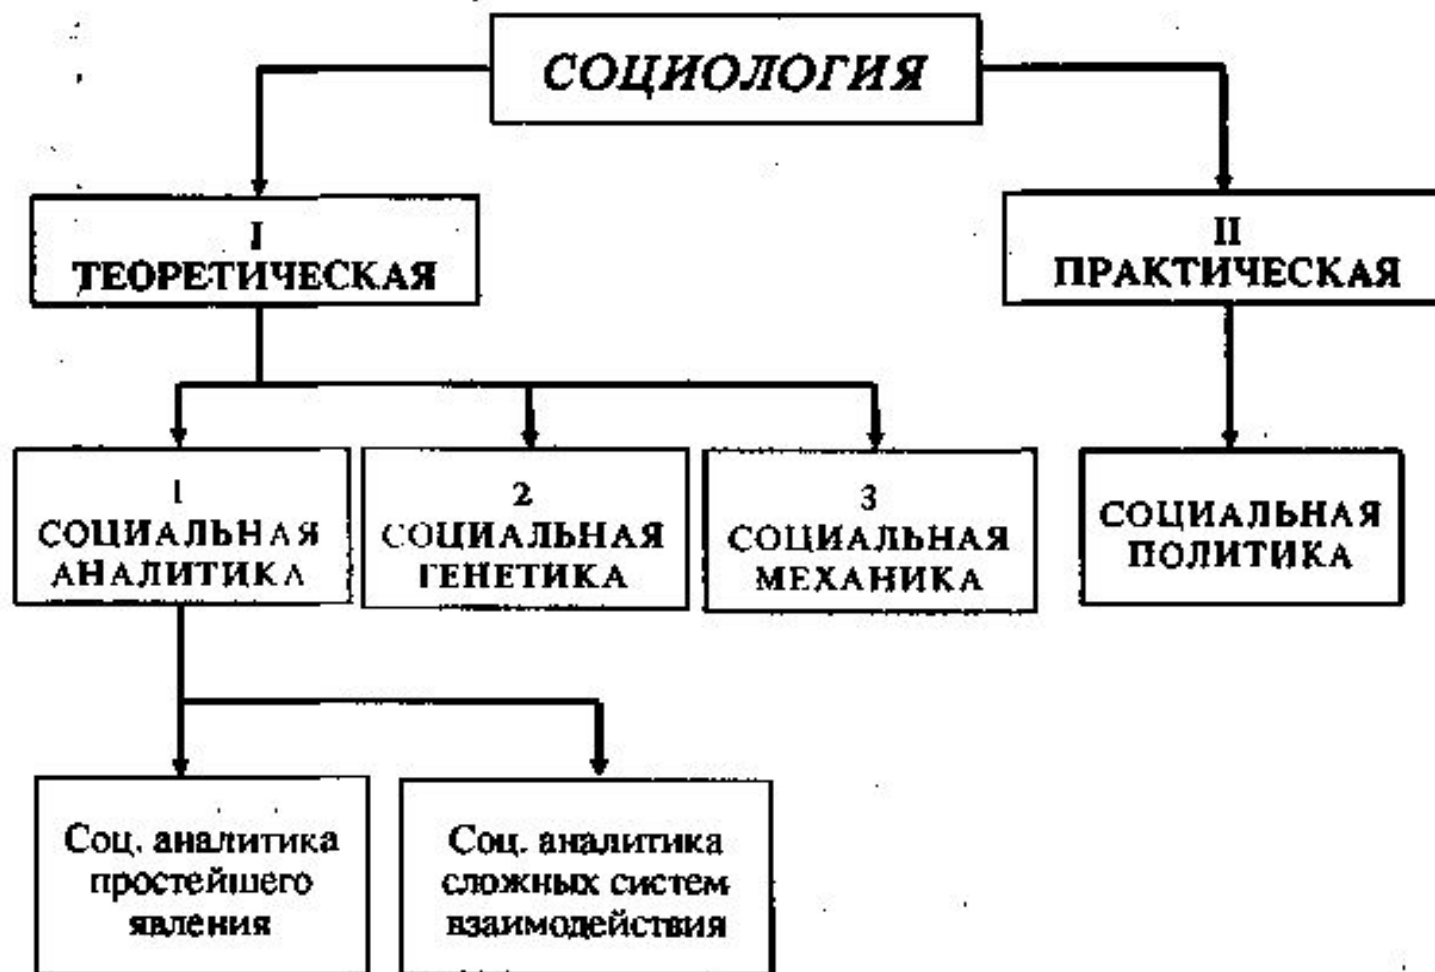 СОЦИОЛОГИЯ
I
ТЕОРЕТИЧЕСКАЯ
II
ПРАКТИЧЕСКАЯ
1
СОЦИАЛЬНАЯ
АНАЛИТИКА
2
СОЦИАЛЬНАЯ
ГЕНЕТИКА
3
СОЦИАЛЬНАЯ
МЕХАНИКА
СОЦИАЛЬНАЯ
ПОЛИТИКА
Соц. аналитика
простейшего
явления
Соц. аналитика
сложных систем
взаимодействия